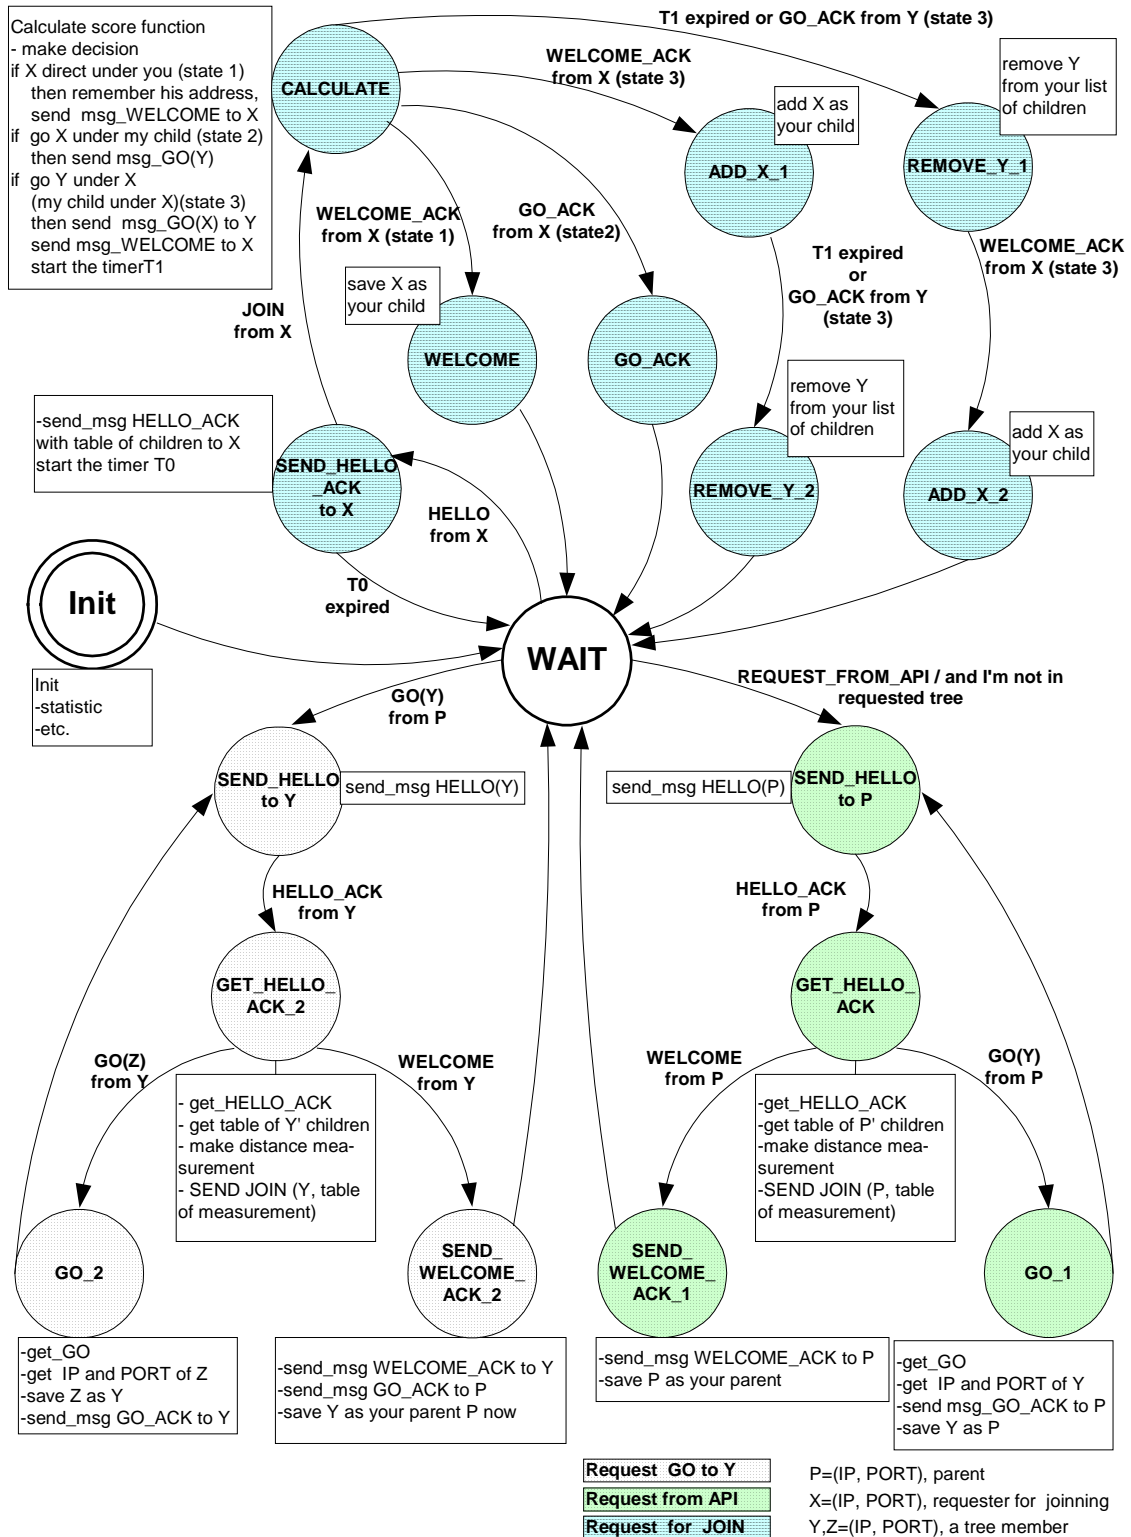 Calculate score function
- make decision
if X direct under you (state 1)
then remember his address,
send  msg_WELCOME to X
if  go X under my child (state 2)
then send msg_GO(Y)
if  go Y under X
(my child under X)(state 3)
then send  msg_GO(X) to Y
send msg_WELCOME to X
start the timerT1
CALCULATE
T1 expired or GO_ACK from Y (state 3)
WELCOME_ACK
from X (state 3)
add X as
your child
remove Y
from your list
of children
ADD_X_1
REMOVE_Y_1
WELCOME_ACK
from X (state 1)
GO_ACK
from X (state2)
T1 expired
or
GO_ACK from Y
(state 3)
WELCOME_ACK
from X (state 3)
JOIN
from X
save X as
your child
WELCOME
GO_ACK
remove Y
from your list
of children
add X as
your child
-send_msg HELLO_ACK
with table of children to X
start the timer T0
SEND_HELLO
_ACK
to X
REMOVE_Y_2
ADD_X_2
HELLO
from X
T0
expired
Init
WAIT
Init
-statistic
-etc.
GO(Y)
from P
REQUEST_FROM_API / and I'm not in
requested tree
SEND_HELLO
to Y
send_msg HELLO(Y)
send_msg HELLO(P)
SEND_HELLO
to P
HELLO_ACK
from Y
HELLO_ACK
from P
GET_HELLO_
ACK_2
GET_HELLO_
ACK
GO(Z)
from Y
WELCOME
from Y
WELCOME
from P
GO(Y)
from P
- get_HELLO_ACK
- get table of Y' children
- make distance mea-
surement
- SEND JOIN (Y, table
of measurement)
-get_HELLO_ACK
-get table of P' children
-make distance mea-
surement
-SEND JOIN (P, table
of measurement)
GO_2
SEND_
WELCOME_
ACK_2
SEND_
WELCOME_
ACK_1
GO_1
-get_GO
-get  IP and PORT of Z
-save Z as Y
-send_msg GO_ACK to Y
-send_msg WELCOME_ACK to Y
-send_msg GO_ACK to P
-save Y as your parent P now
-send_msg WELCOME_ACK to P
-save P as your parent
-get_GO
-get  IP and PORT of Y
-send msg_GO_ACK to P
-save Y as P
Request  GO to Y
P=(IP, PORT), parent
Request from API
X=(IP, PORT), requester for  joinning
Request  for JOIN
Y,Z=(IP, PORT), a tree member